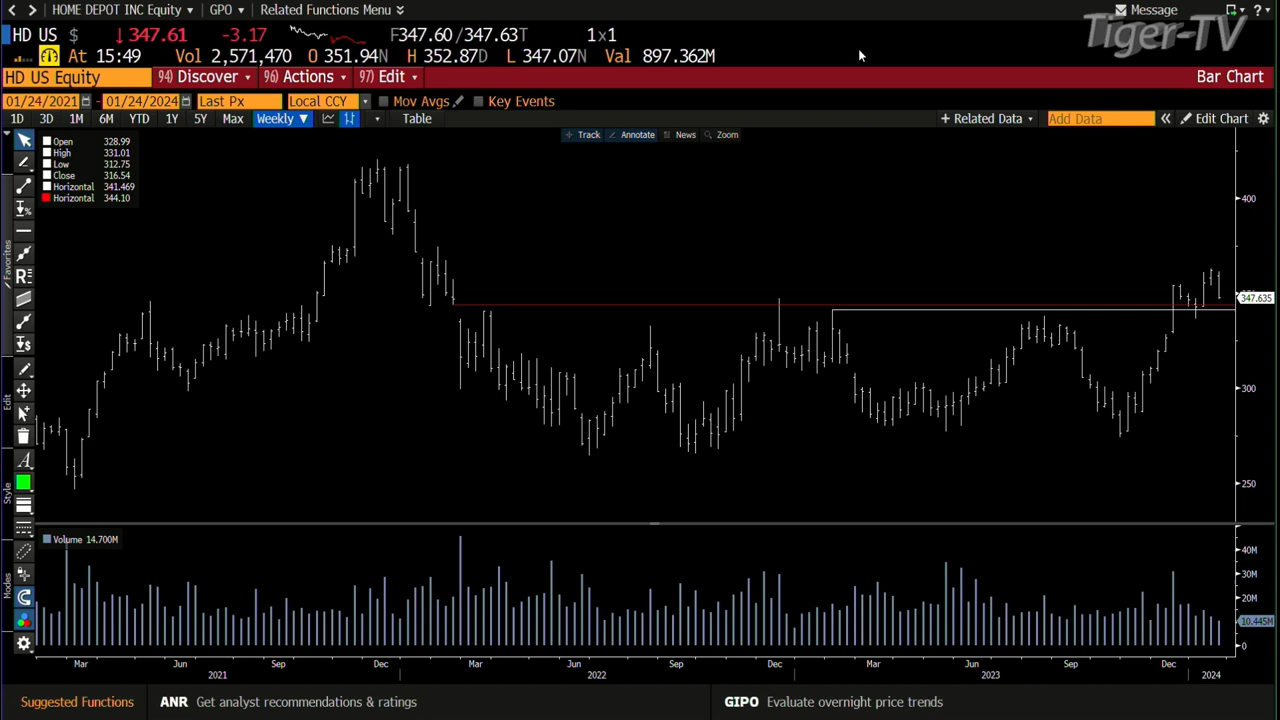 HOME DEPOT INC Equity GPO Related Functions Menu Message ?
Tiger-TV
HD US $ ↓347.61 -3.17 F347.60/347.63T 1x1
At 15:49 Vol 2,571,470 O 351.94N H 352.87D L 347.07N Val 897.362M
HD US Equity 94) Discover 96) Actions 97) Edit Bar Chart
01/24/2021 - 01/24/2024 Last Px Local CCY Mov Avgs Key Events
1D 3D 1M 6M YTD 1Y 5Y Max Weekly ▼ Table + Related Data Add Data « Edit Chart
Track Annotate News Zoom
Open 328.99
High 331.01
Low 312.75
Close 316.54
Horizontal 341.469
Horizontal 344.10
400
347.635
300
250
Favorites
Edit
Style
Modes
Volume 14.700M
40M
30M
20M
10.445M
0
Mar Jun Sep Dec Mar Jun Sep Dec Mar Jun Sep Dec
2021 2022 2023 2024
Suggested Functions ANR Get analyst recommendations & ratings GIPO Evaluate overnight price trends